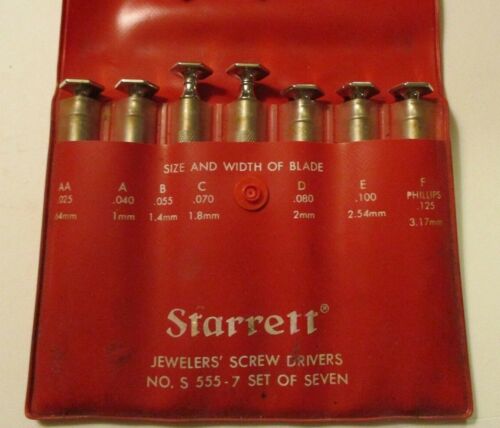 SIZE AND WIDTH OF BLADE
AA A B C D E F
.025 .040 .055 .070 .080 .100 PHILLIPS
.125
64mm 1mm 1.4mm 1.8mm 2mm 2.54mm 3.17mm
Starrett®
JEWELERS' SCREW DRIVERS
NO. S 555-7 SET OF SEVEN